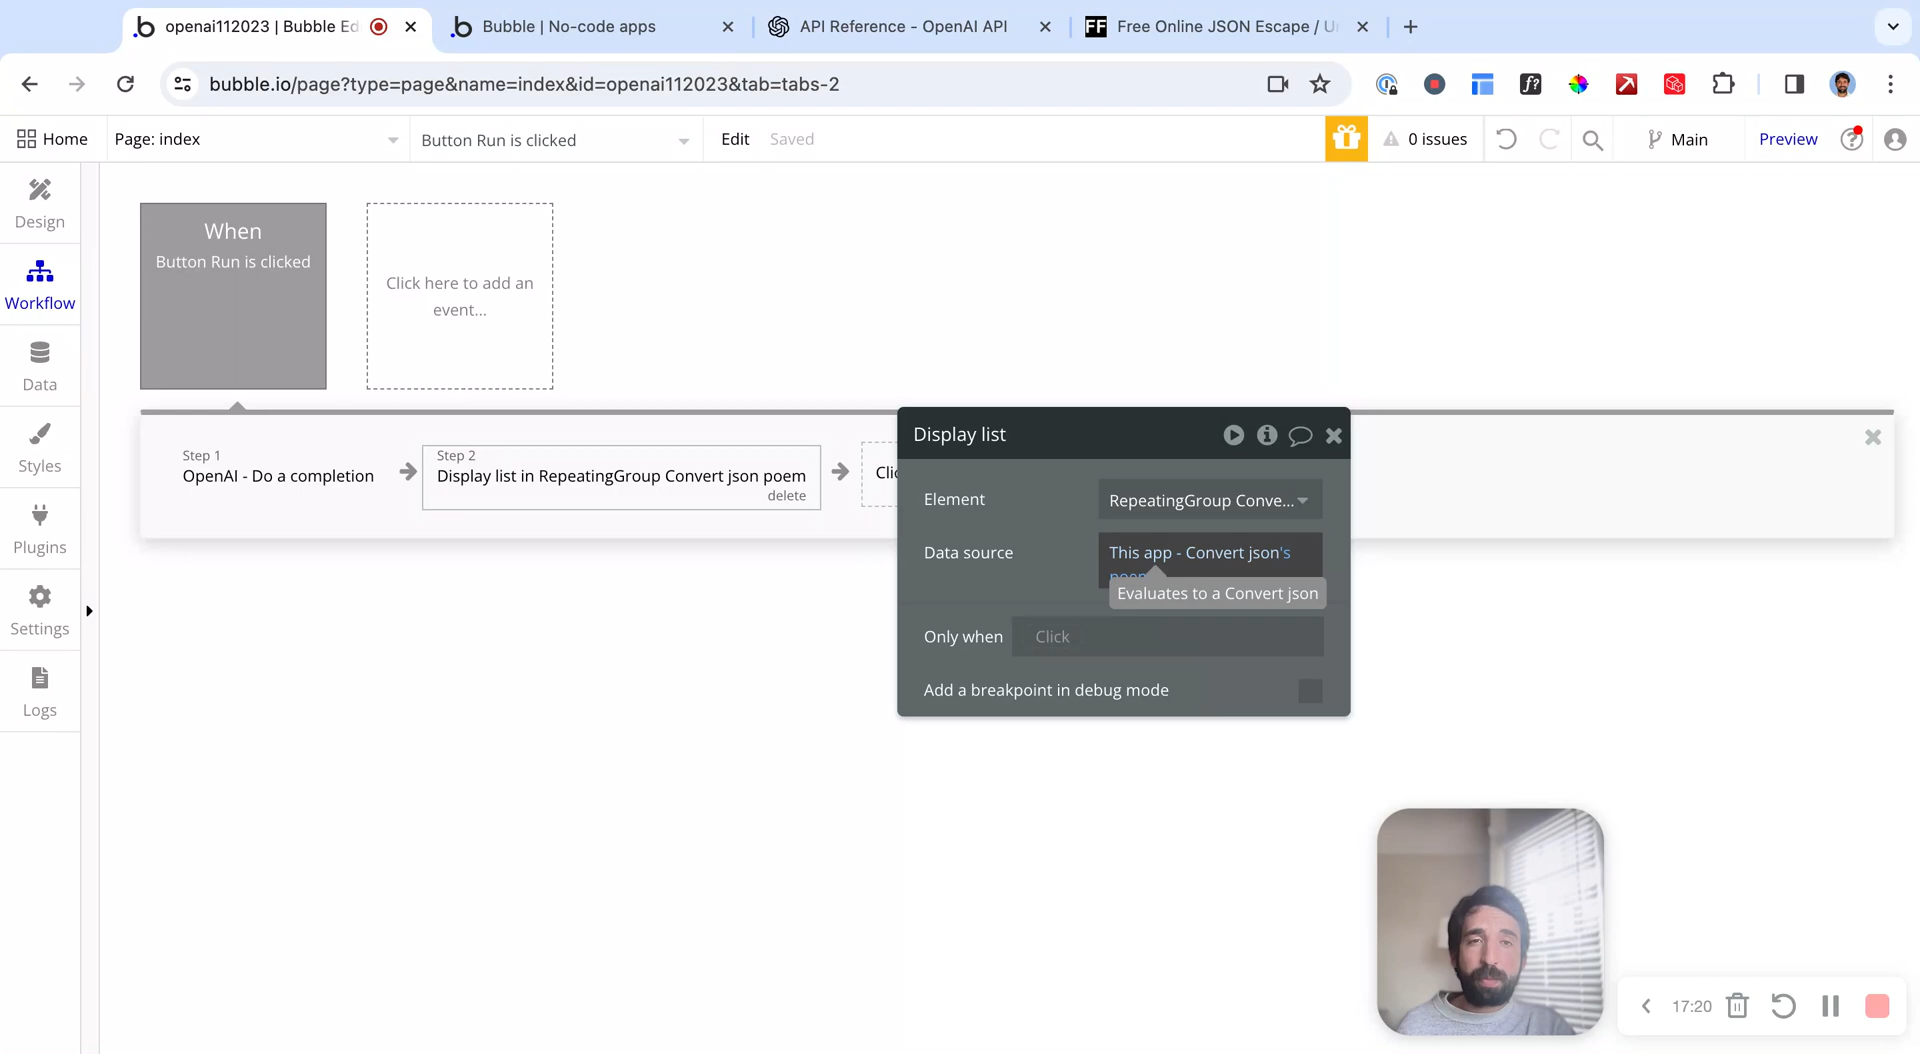 openai112023 | Bubble Ed
Bubble | No-code apps
API Reference - OpenAI API
FF
Free Online JSON Escape / U
bubble.io/page?type=page&name=index&id=openai112023&tab=tabs-2
Home
Page: index
Button Run is clicked
Edit
Saved
0 issues
Main
Preview
Design
Workflow
Data
Styles
Plugins
Settings
Logs
When
Button Run is clicked
Click here to add an
event...
Step 1
OpenAI - Do a completion
Step 2
Display list in RepeatingGroup Convert json poem
delete
Clic
Display list
Element
RepeatingGroup Conve...
Data source
This app - Convert json's
poem
Evaluates to a Convert json
Only when
Click
Add a breakpoint in debug mode
17:20